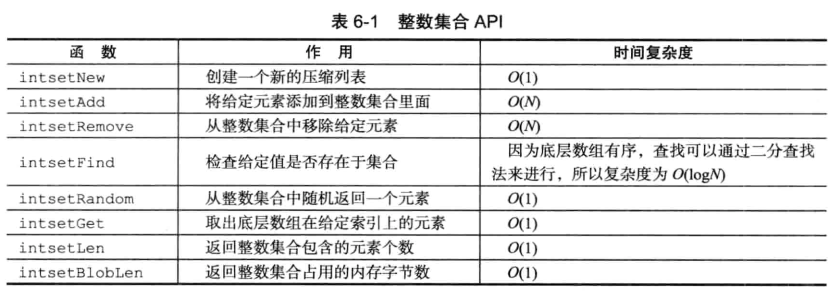 表 6-1 整数集合 API
函 数 作 用 时间复杂度
intsetNew 创建一个新的压缩列表 O(1)
intsetAdd 将给定元素添加到整数集合里面 O(N)
intsetRemove 从整数集合中移除给定元素 O(N)
intsetFind 检查给定值是否存在于集合 因为底层数组有序，查找可以通过二分查找
法来进行，所以复杂度为 O(logN)
intsetRandom 从整数集合中随机返回一个元素 O(1)
intsetGet 取出底层数组在给定索引上的元素 O(1)
intsetLen 返回整数集合包含的元素个数 O(1)
intsetBlobLen 返回整数集合占用的内存字节数 O(1)